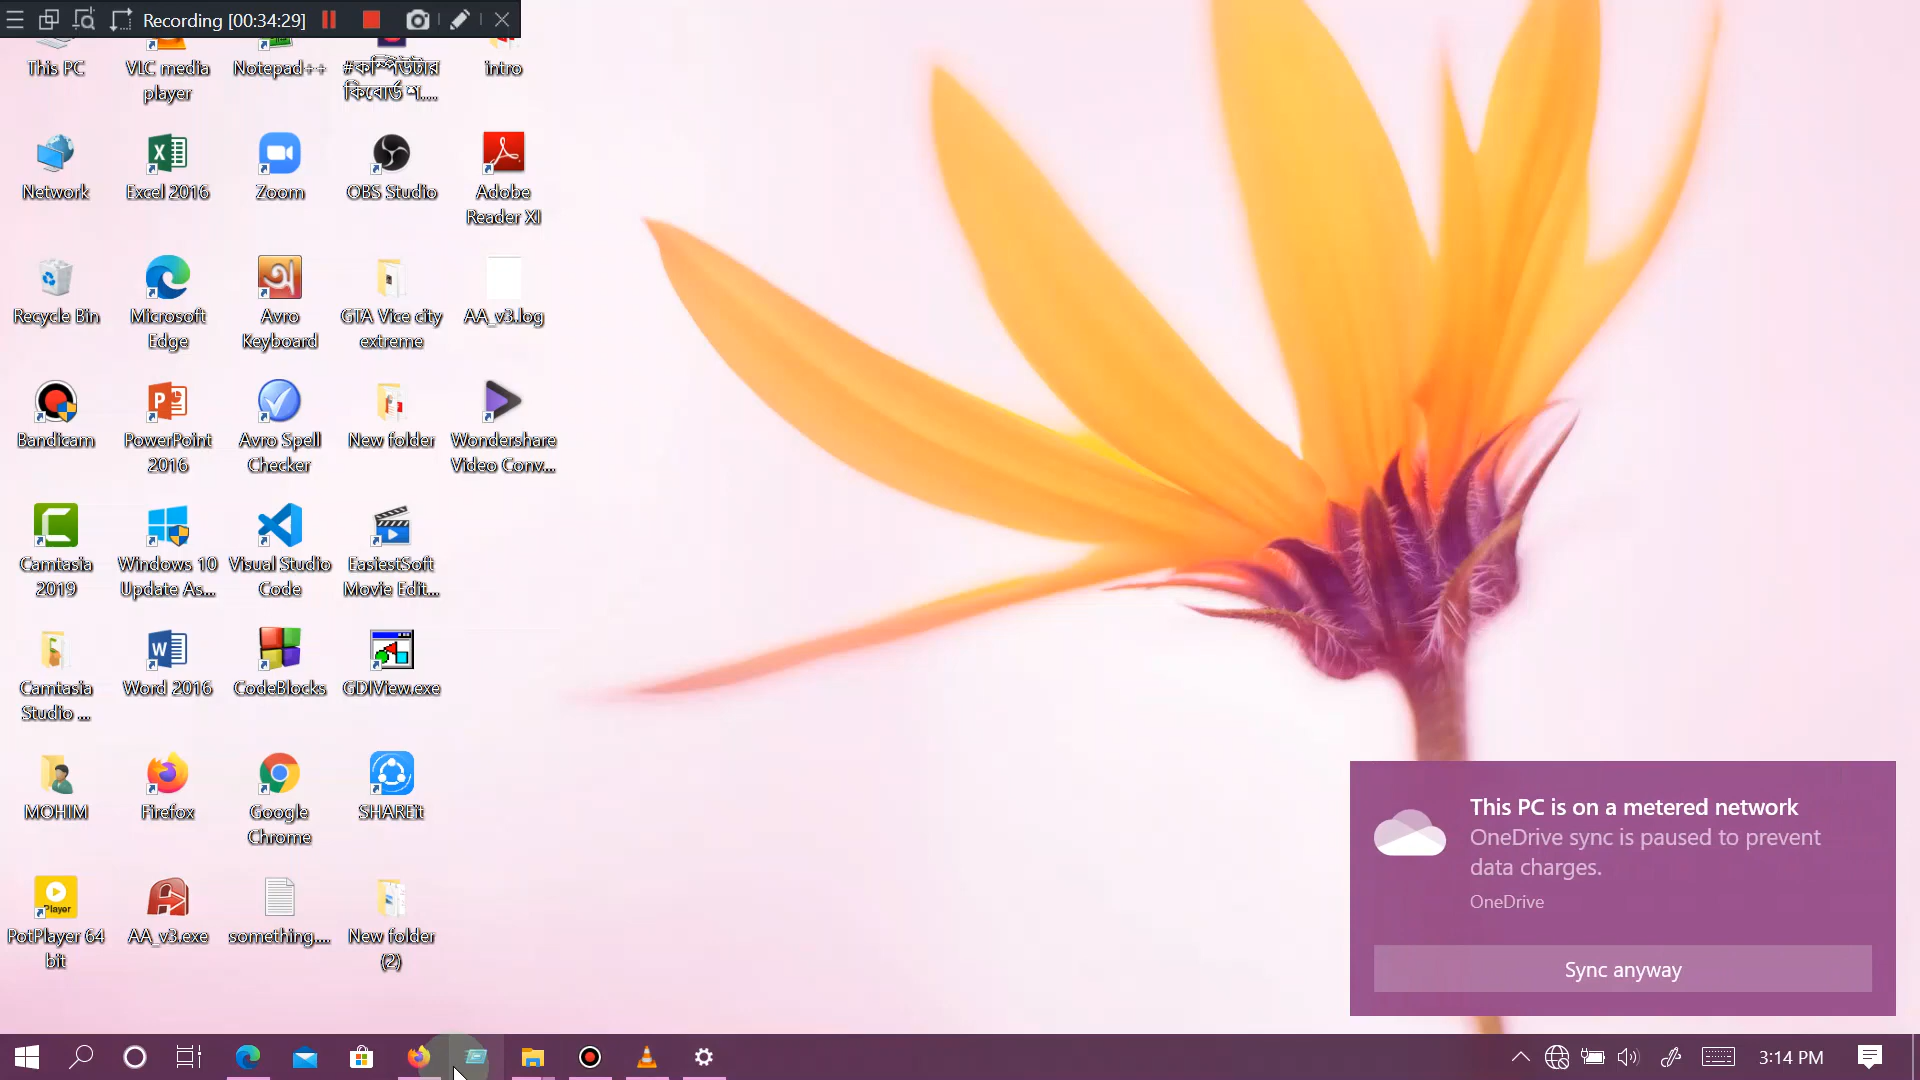 Recording [00:34:29]
This PC
VLC media
player
Notepad++
#কম্পিউটার
কিবোর্ড শ....
intro
Network
Excel 2016
Zoom
OBS Studio
Adobe
Reader XI
Recycle Bin
Microsoft
Edge
Avro
Keyboard
GTA Vice city
extreme
AA_v3.log
Bandicam
PowerPoint
2016
Avro Spell
Checker
New folder
Wondershare
Video Conv...
Camtasia
2019
Windows 10
Update As...
Visual Studio
Code
EasiestSoft
Movie Edit...
Camtasia
Studio ...
Word 2016
CodeBlocks
GDIView.exe
MOHIM
Firefox
Google
Chrome
SHAREit
Player
PotPlayer 64
bit
AA_v3.exe
something....
New folder
(2)
This PC is on a metered network
OneDrive sync is paused to prevent
data charges.
OneDrive
Sync anyway
3:14 PM